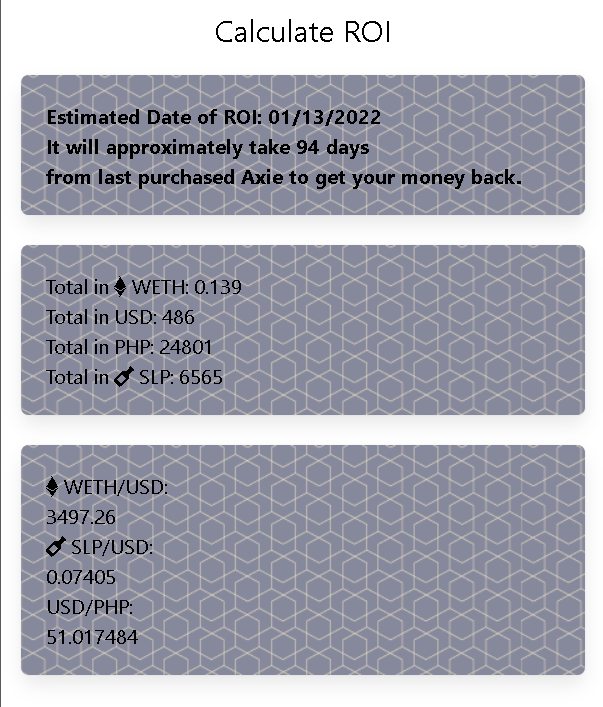 Calculate ROI
Estimated Date of ROI: 01/13/2022
It will approximately take 94 days
from last purchased Axie to get your money back.
Total in WETH: 0.139
Total in USD: 486
Total in PHP: 24801
Total in SLP: 6565
WETH/USD:
3497.26
SLP/USD:
0.07405
USD/PHP:
51.017484